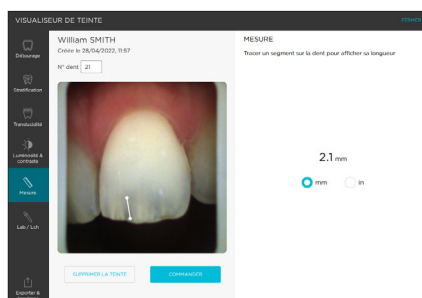 VISUALISEUR DE TEINTE
FERMER
Détourage
Stratification
Translucidité
Luminosité &
contraste
Mesure
Lab / Lch
Exporter &
William SMITH
Créée le 28/04/2022, 11:57
N° dent 21
SUPPRIMER LA TEINTE
COMMANDER
MESURE
Tracer un segment sur la dent pour afficher sa longueur
2.1 mm
mm
in